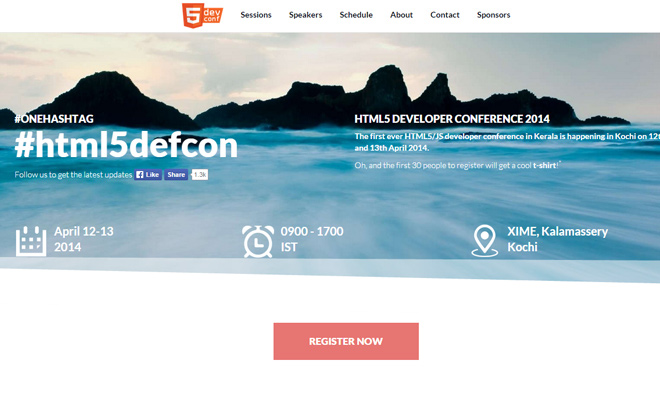 5 dev conf
Sessions Speakers Schedule About Contact Sponsors
#ONEHASHTAG
#html5defcon
Follow us to get the latest updates Like Share 1.3k
HTML5 DEVELOPER CONFERENCE 2014
The first ever HTML5/JS developer conference in Kerala is happening in Kochi on 12t
and 13th April 2014.
Oh, and the first 30 people to register will get a cool t-shirt!*
April 12-13
2014
0900 - 1700
IST
XIME, Kalamassery
Kochi
REGISTER NOW